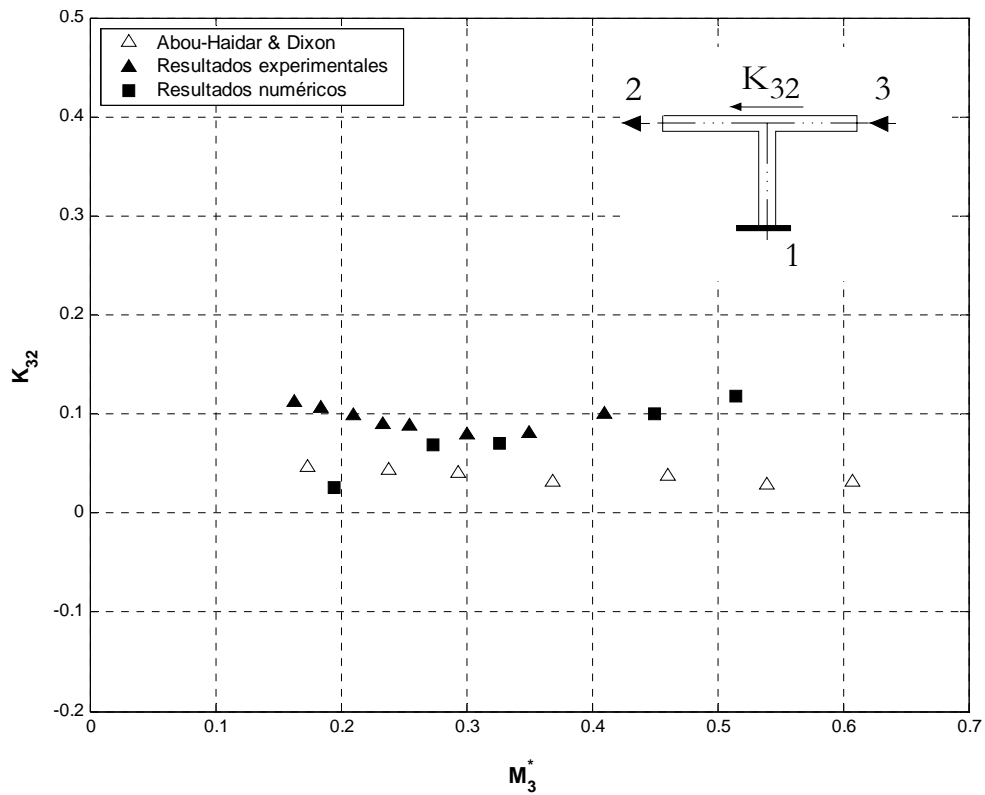 0.5
Abou-Haidar & Dixon
Resultados experimentales
Resultados numéricos
K32
2
3
0.4
0.3
1
0.2
K32
0.1
0
-0.1
-0.2
0 0.1 0.2 0.3 0.4 0.5 0.6 0.7
M3*